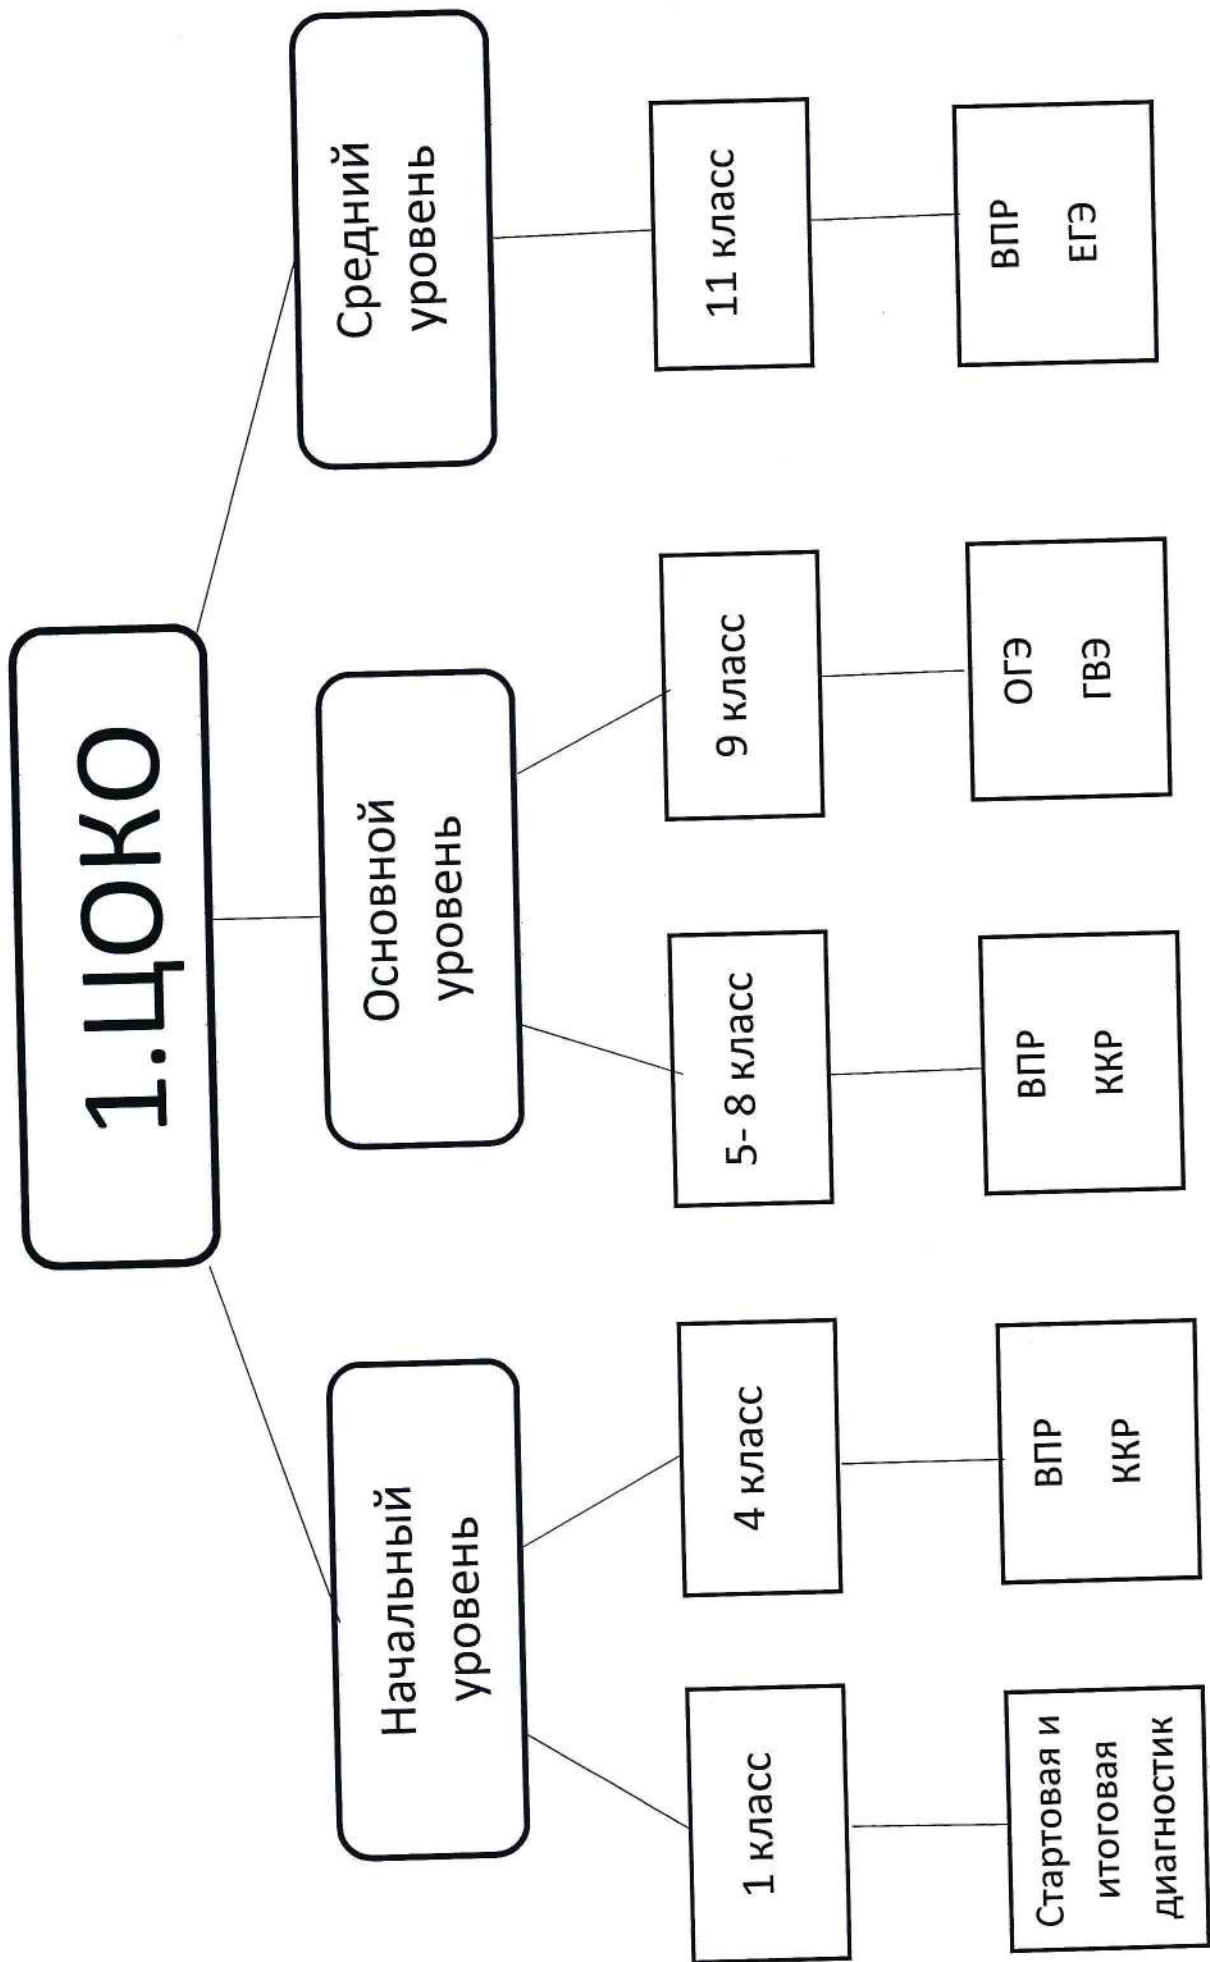 1.ЦОКО
Начальный
уровень
Основной
уровень
Средний
уровень
1 класс
4 класс
5- 8 класс
9 класс
11 класс
Стартовая и
итоговая
диагностик
ВПР
ККР
ВПР
ККР
ОГЭ
ГВЭ
ВПР
ЕГЭ